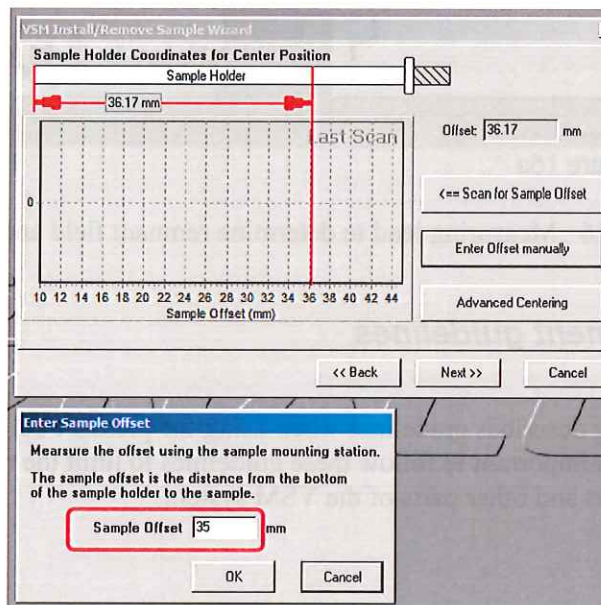 VSM Install/Remove Sample Wizard
Sample Holder Coordinates for Center Position
Sample Holder
36.17 mm
Last Scan
Offset: 36.17 mm
<== Scan for Sample Offset
0
Enter Offset manually
10 12 14 16 18 20 22 24 26 28 30 32 34 36 38 40 42 44
Sample Offset (mm)
Advanced Centering
<< Back
Next >>
Cancel
Enter Sample Offset
Mearsure the offset using the sample mounting station.
The sample offset is the distance from the bottom
of the sample holder to the sample.
Sample Offset 35 mm
OK
Cancel